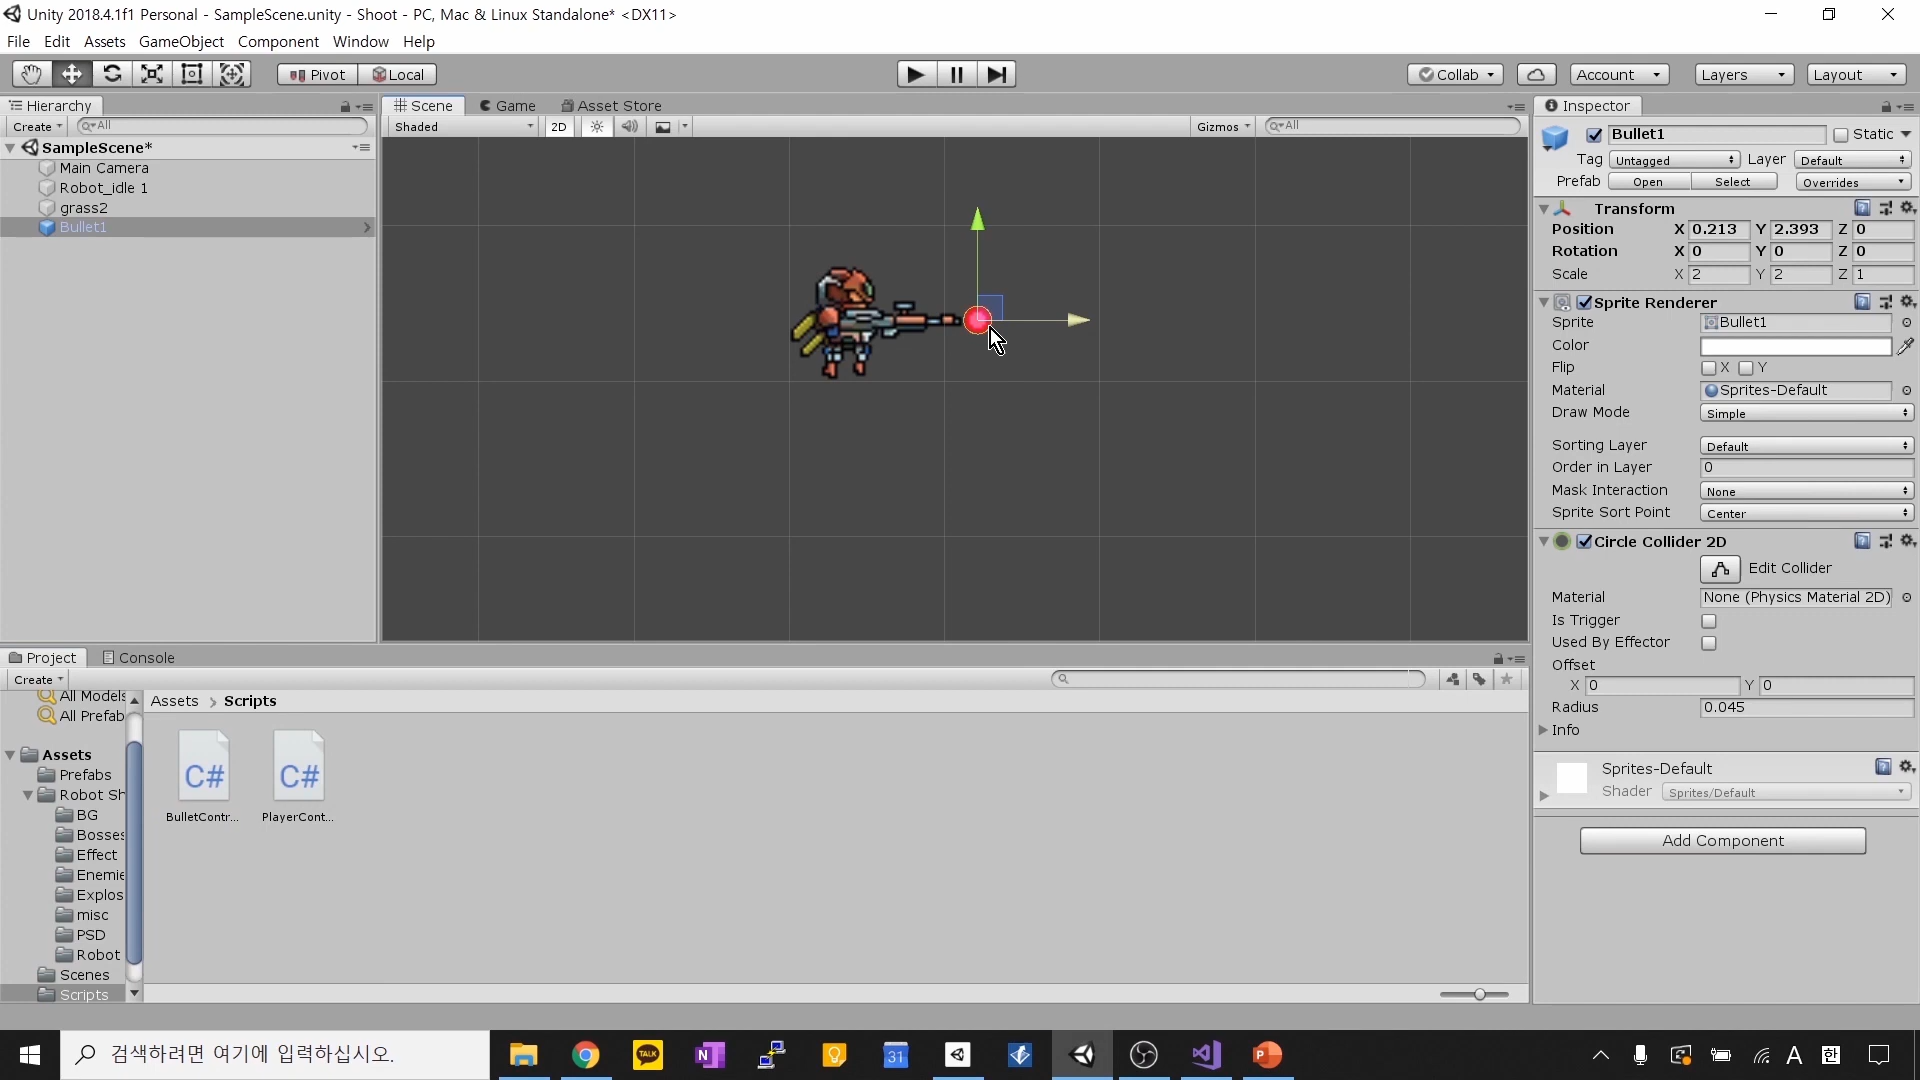 Unity 2018.4.1f1 Personal - SampleScene.unity - Shoot - PC, Mac & Linux Standalone* <DX11>
File Edit Assets GameObject Component Window Help
Pivot Local Collab Account Layers Layout
Hierarchy
Create All
SampleScene*
Main Camera
Robot_idle 1
grass2
Bullet1
Scene Game Asset Store
Shaded 2D Gizmos All
Inspector
Bullet1 Static
Tag Untagged Layer Default
Prefab Open Select Overrides
Transform
Position X 0.213 Y 2.393 Z 0
Rotation X 0 Y 0 Z 0
Scale X 2 Y 2 Z 1
Sprite Renderer
Sprite Bullet1
Color
Flip X Y
Material Sprites-Default
Draw Mode Simple
Sorting Layer Default
Order in Layer 0
Mask Interaction None
Sprite Sort Point Center
Circle Collider 2D
Edit Collider
Material None (Physics Material 2D)
Is Trigger
Used By Effector
Offset
X 0 Y 0
Radius 0.045
Info
Sprites-Default
Shader Sprites/Default
Add Component
Project Console
Create
All Models
All Prefab
Assets
Prefabs
Robot Sh
BG
Bosses
Effect
Enemie
Explos
misc
PSD
Robot
Scenes
Scripts
Assets > Scripts
C# C#
BulletContr... PlayerCont...
검색하려면 여기에 입력하십시오.
TALK N 31 P A 한